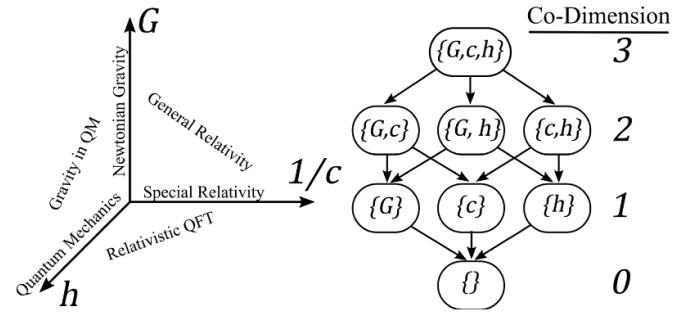 G
Newtonian Gravity
Gravity in QM
General Relativity
1/c
Special Relativity
Quantum Mechanics
Relativistic QFT
h
Co-Dimension
{G,c,h}
3
{G,c}
{G, h}
{c,h}
2
{G}
{c}
{h}
1
{}
0